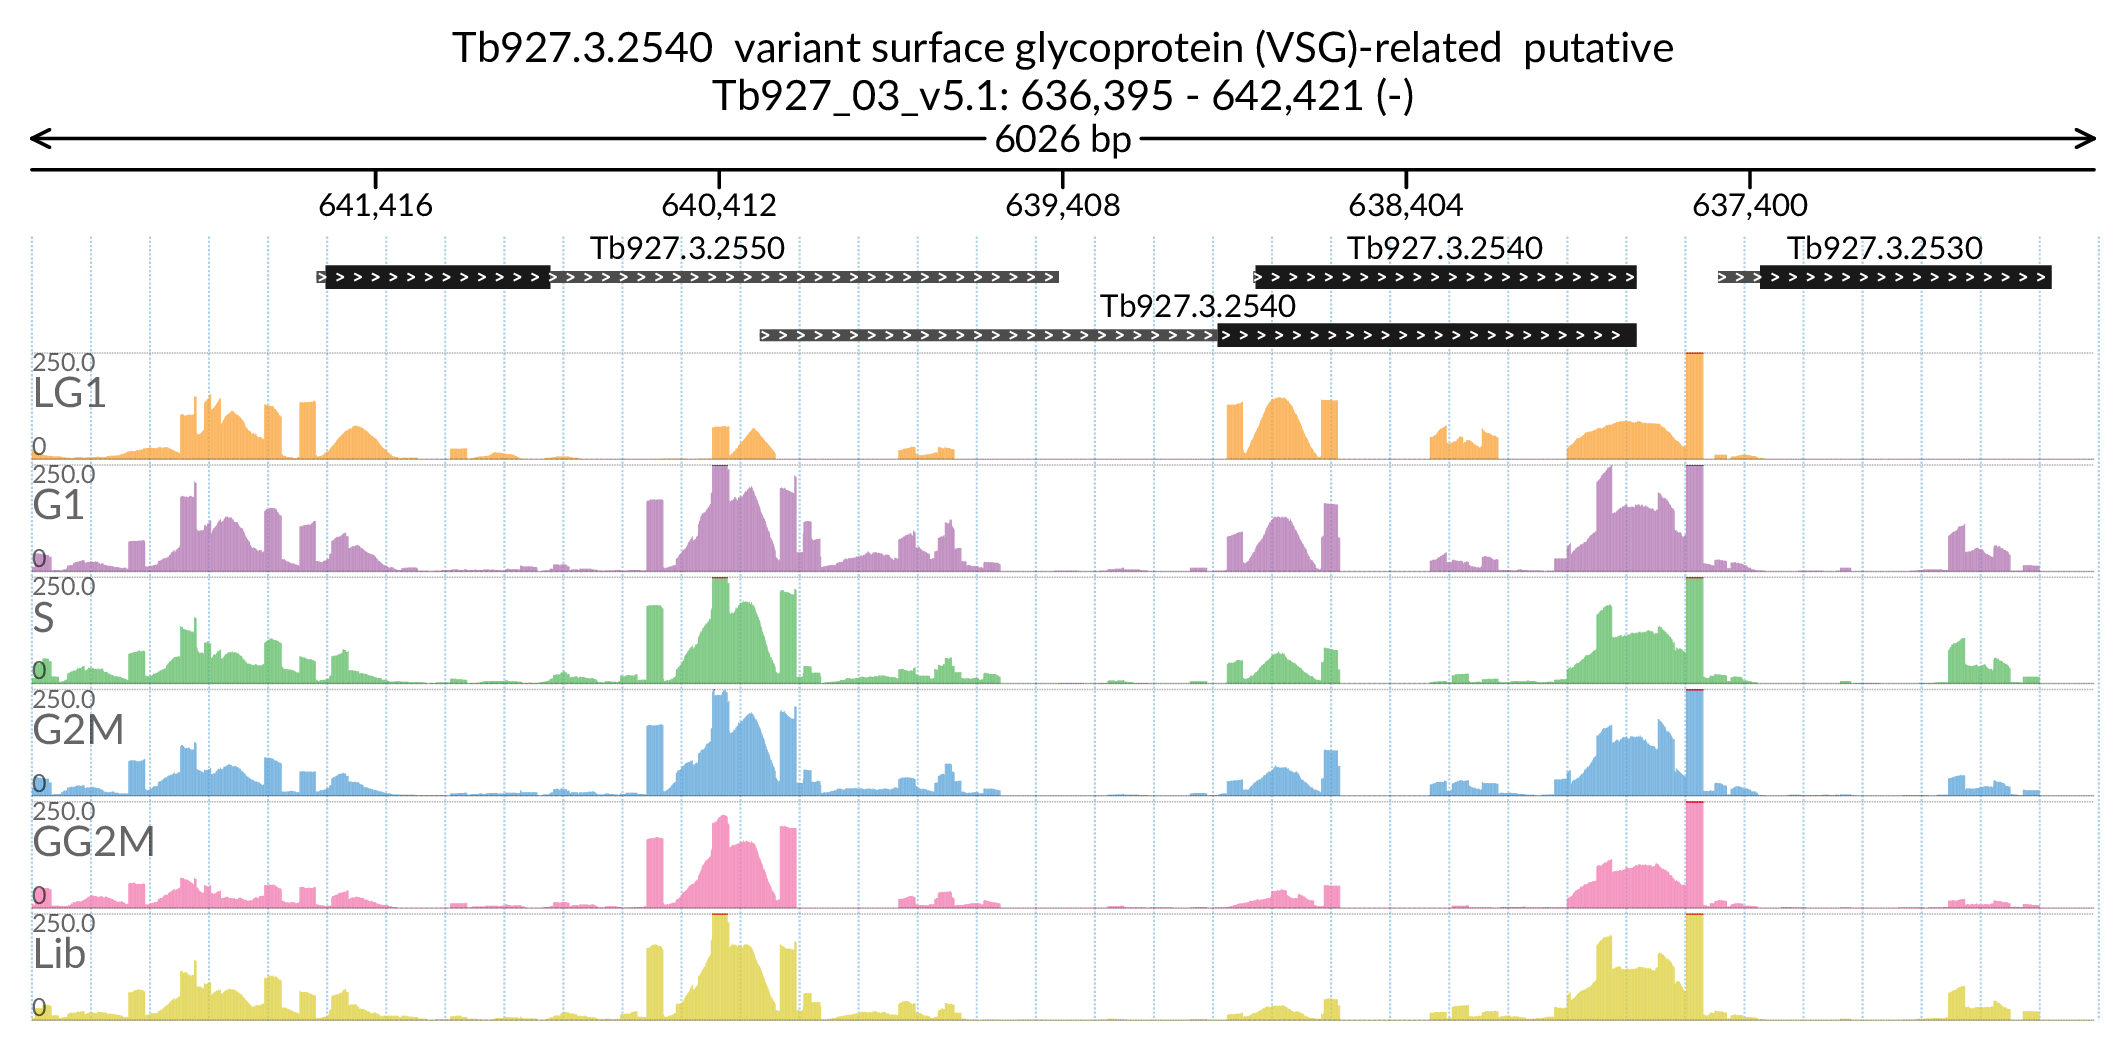 Tb927.3.2540  variant surface glycoprotein (VSG)-related  putative
Tb927_03_v5.1: 636,395 - 642,421 (-)
6026 bp
641,416 640,412 639,408 638,404 637,400
Tb927.3.2550 Tb927.3.2540 Tb927.3.2530
Tb927.3.2540
250.0
LG1
0
250.0
G1
0
250.0
S
0
250.0
G2M
0
250.0
GG2M
0
250.0
Lib
0